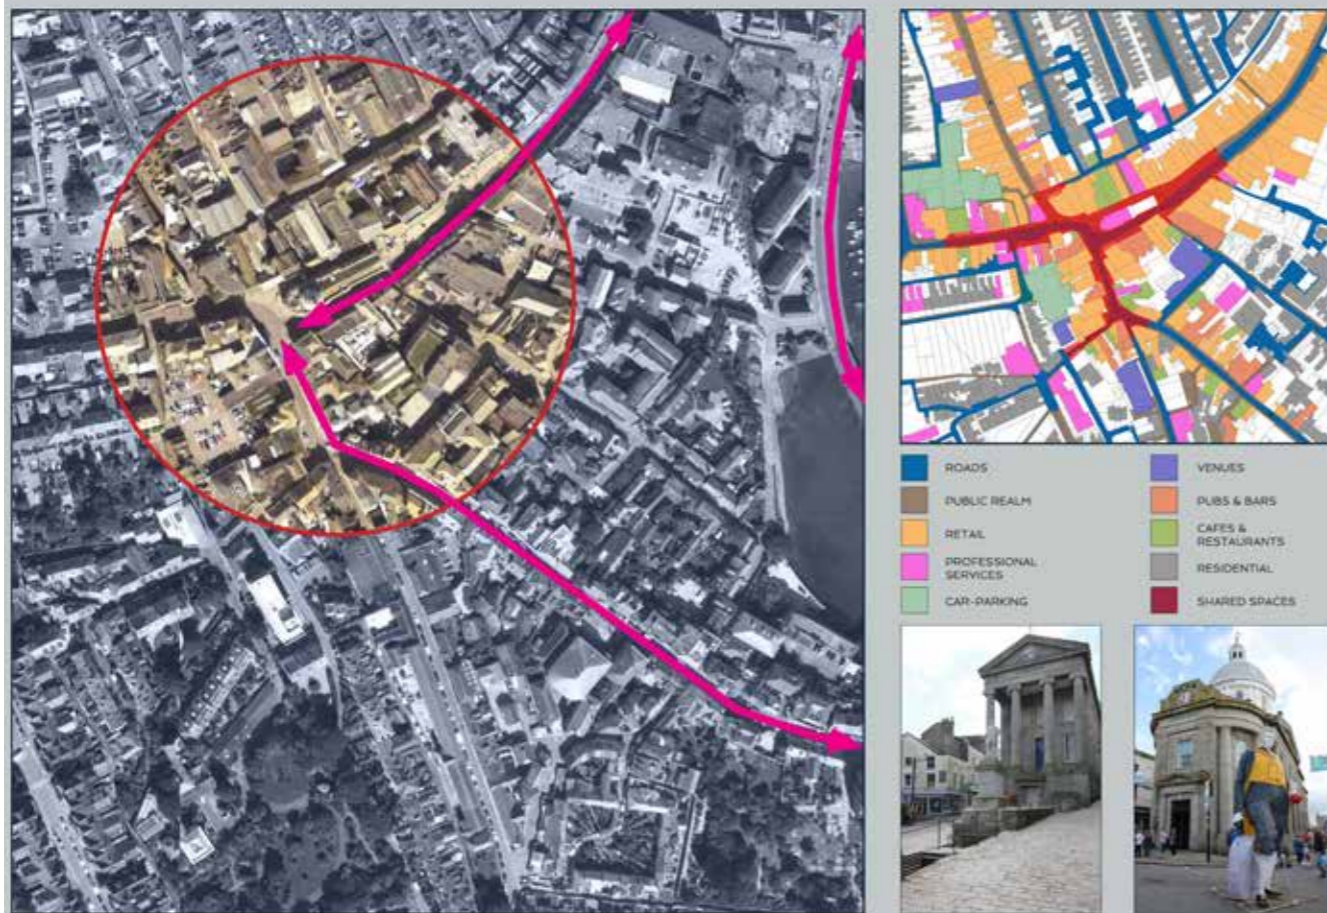 ROADS
PUBLIC REALM
RETAIL
PROFESSIONAL
SERVICES
CAR-PARKING
VENUES
PUBS & BARS
CAFES &
RESTAURANTS
RESIDENTIAL
SHARED SPACES